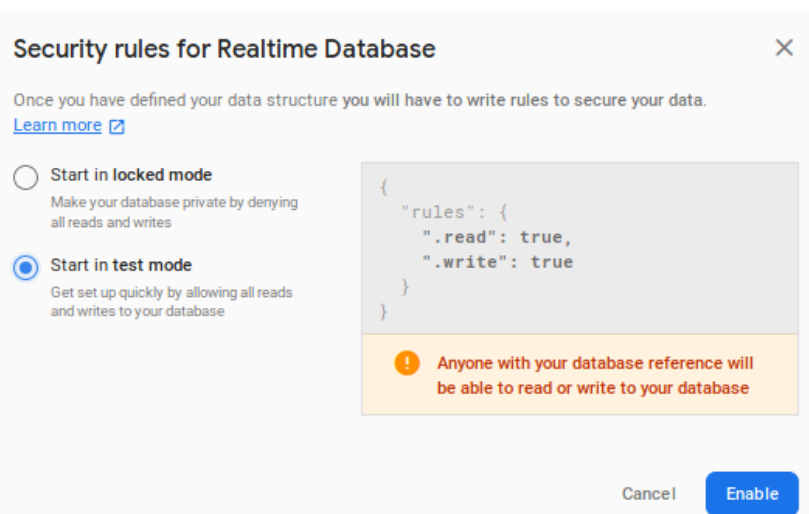 Security rules for Realtime Database
Once you have defined your data structure you will have to write rules to secure your data.
Learn more
Start in locked mode
Make your database private by denying
all reads and writes
Start in test mode
Get set up quickly by allowing all reads
and writes to your database
{
"rules": {
".read": true,
".write": true
}
}
Anyone with your database reference will
be able to read or write to your database
Cancel
Enable